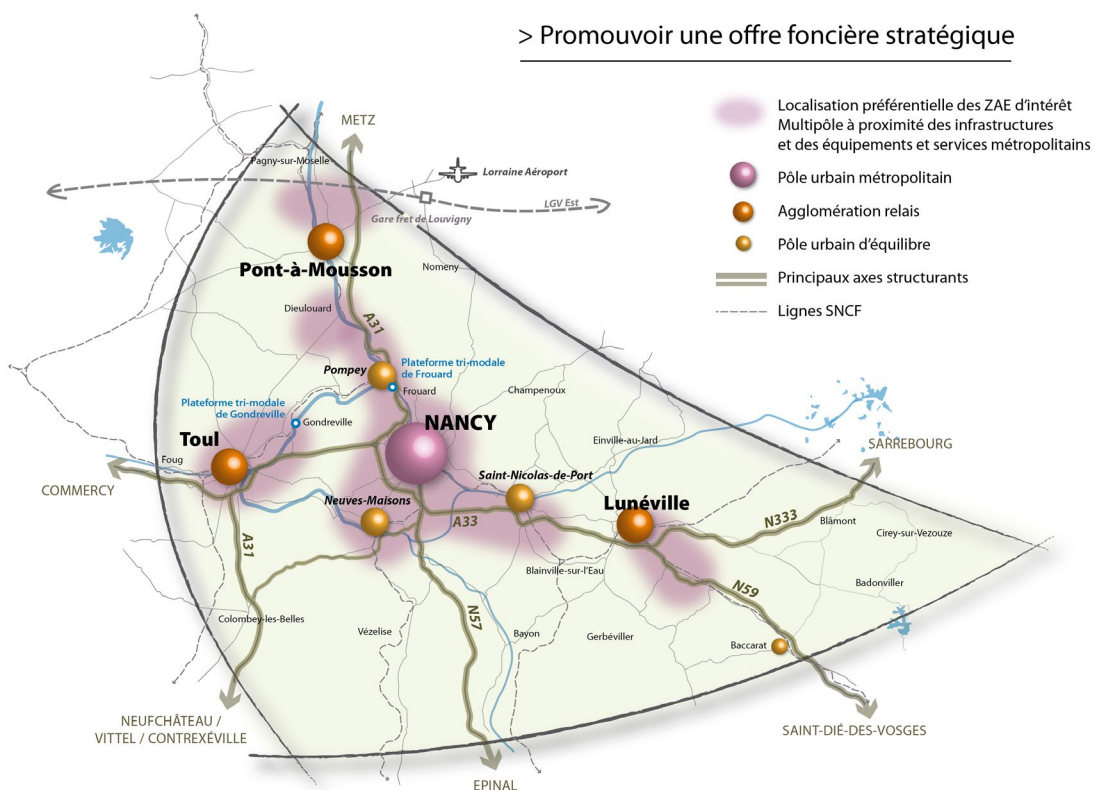 > Promouvoir une offre foncière stratégique
Localisation préférentielle des ZAE d'intérêt
Multipôle à proximité des infrastructures
et des équipements et services métropolitains
Pôle urbain métropolitain
Agglomération relais
Pôle urbain d'équilibre
Principaux axes structurants
Lignes SNCF
METZ
Pagny-sur-Moselle
Lorraine Aéroport
LGV Est
Gare fret de Louvigny
Pont-à-Mousson
Nomeny
Dieulouard
A31
Pompey
Plateforme tri-modale
de Frouard
Frouard
Champenoux
Plateforme tri-modale
de Gondreville
Gondreville
NANCY
Toul
Foug
Einville-au-Jard
SARREBOURG
COMMERCY
Saint-Nicolas-de-Port
Neuves-Maisons
Lunéville
A33
N333
Blâmont
Cirey-sur-Vezouze
A31
Blainville-sur-l'Eau
Badonviller
N59
Colombey-les-Belles
N57
Vézelise
Bayon
Gerbéviller
Baccarat
NEUFCHÂTEAU /
VITTEL / CONTREXÉVILLE
SAINT-DIÉ-DES-VOSGES
EPINAL